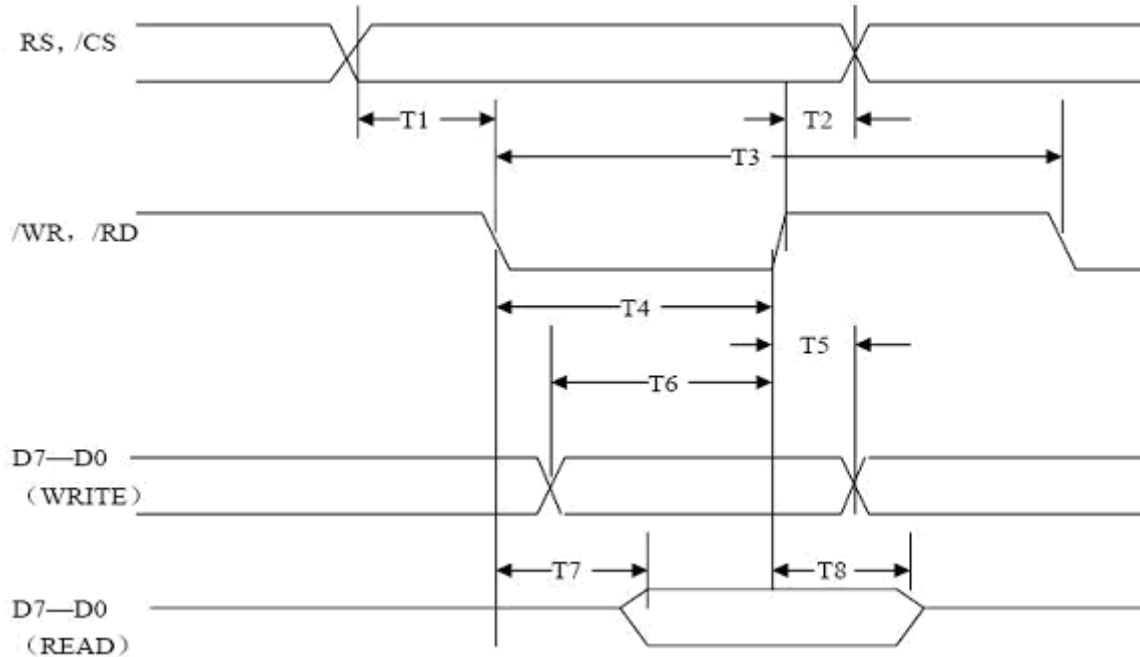 RS，/CS
T1
T2
T3
/WR，/RD
T4
T5
T6
D7—D0
（WRITE）
T7
T8
D7—D0
（READ）